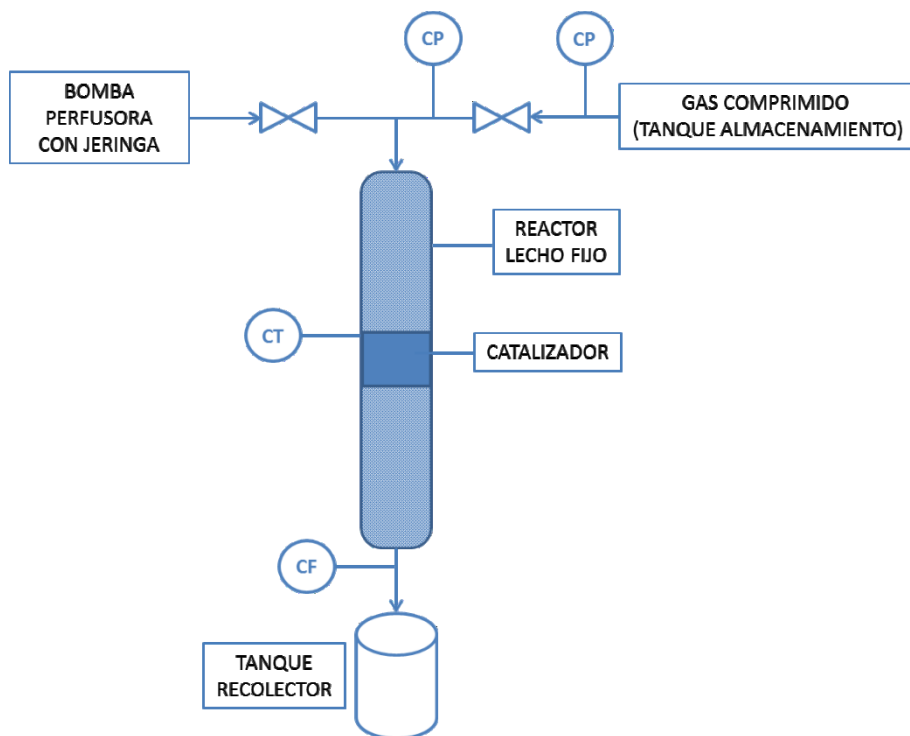 CP
CP
BOMBA
PERFUSORA
CON JERINGA
GAS COMPRIMIDO
(TANQUE ALMACENAMIENTO)
REACTOR
LECHO FIJO
CT
CATALIZADOR
CF
TANQUE
RECOLECTOR